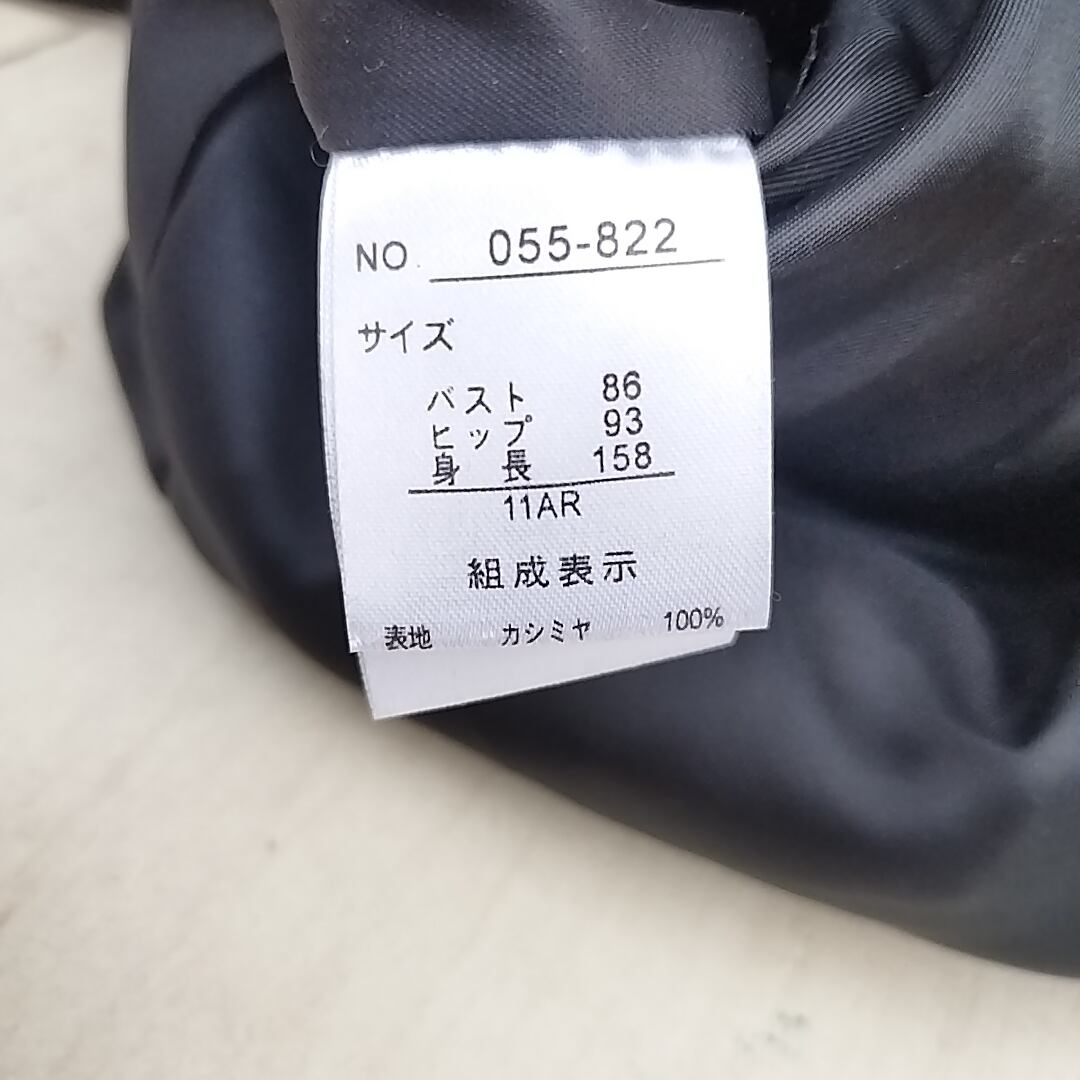 NO. 055-822
サイズ
バスト 86
ヒップ 93
身長 158
11AR
組成表示
表地 カシミヤ 100%